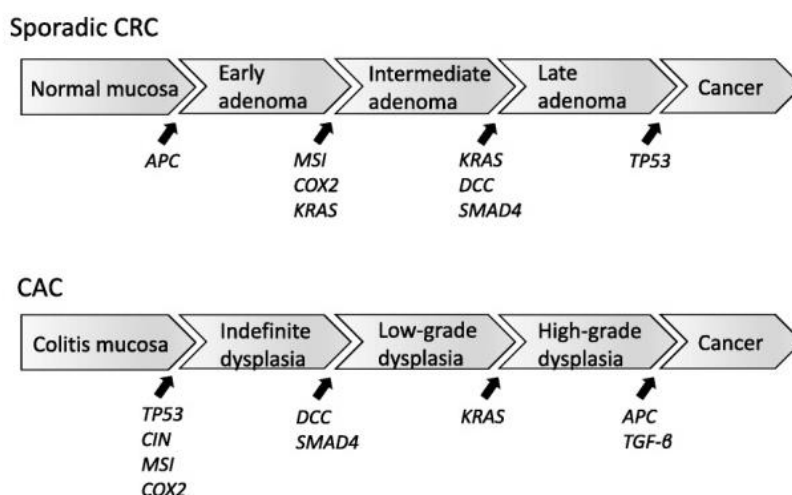 Sporadic CRC
Normal mucosa
Early
adenoma
Intermediate
adenoma
Late
adenoma
Cancer
APC
MSI
COX2
KRAS
KRAS
DCC
SMAD4
TP53
CAC
Colitis mucosa
Indefinite
dysplasia
Low-grade
dysplasia
High-grade
dysplasia
Cancer
TP53
CIN
MSI
COX2
DCC
SMAD4
KRAS
APC
TGF-β